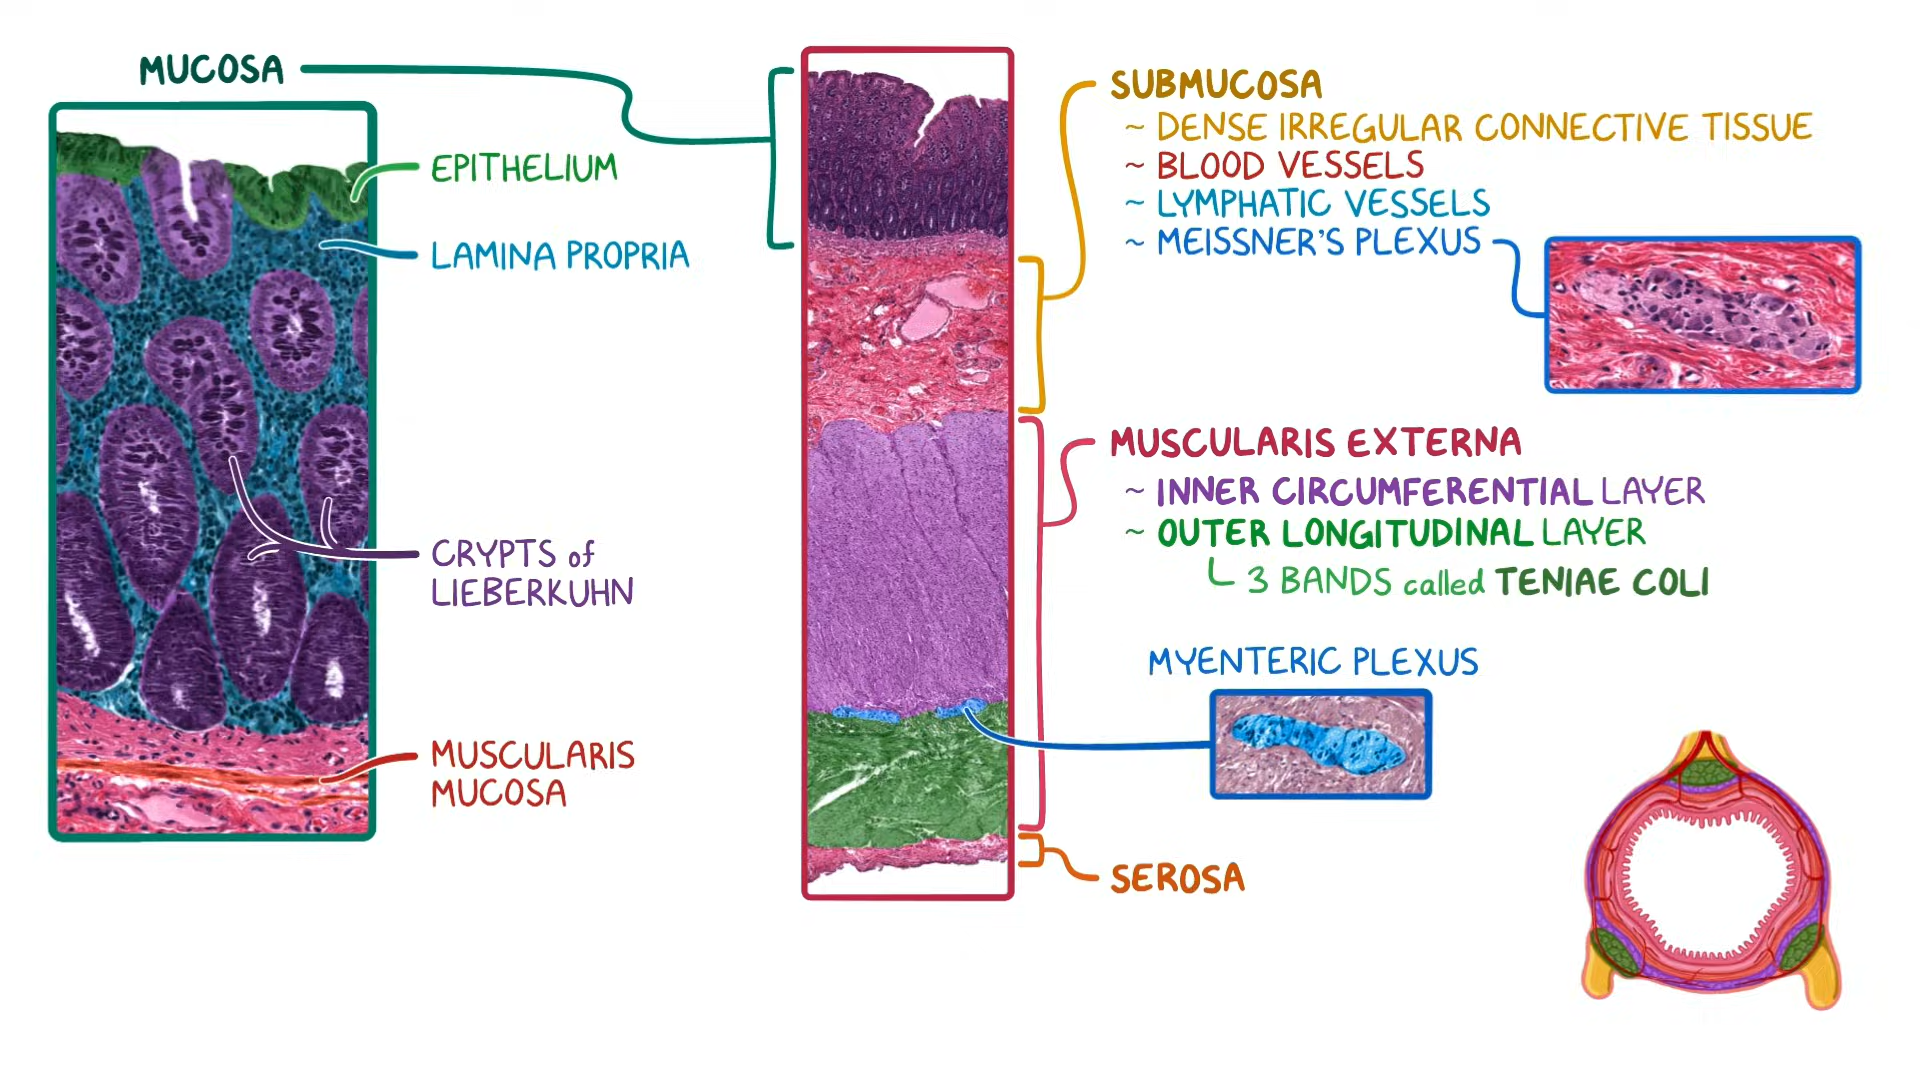 MUCOSA
EPITHELIUM
LAMINA PROPRIA
CRYPTS of
LIEBERKUHN
MUSCULARIS
MUCOSA
SUBMUCOSA
~ DENSE IRREGULAR CONNECTIVE TISSUE
~ BLOOD VESSELS
~ LYMPHATIC VESSELS
~ MEISSNER'S PLEXUS
MUSCULARIS EXTERNA
~ INNER CIRCUMFERENTIAL LAYER
~ OUTER LONGITUDINAL LAYER
3 BANDS called TENIAE COLI
MYENTERIC PLEXUS
SEROSA